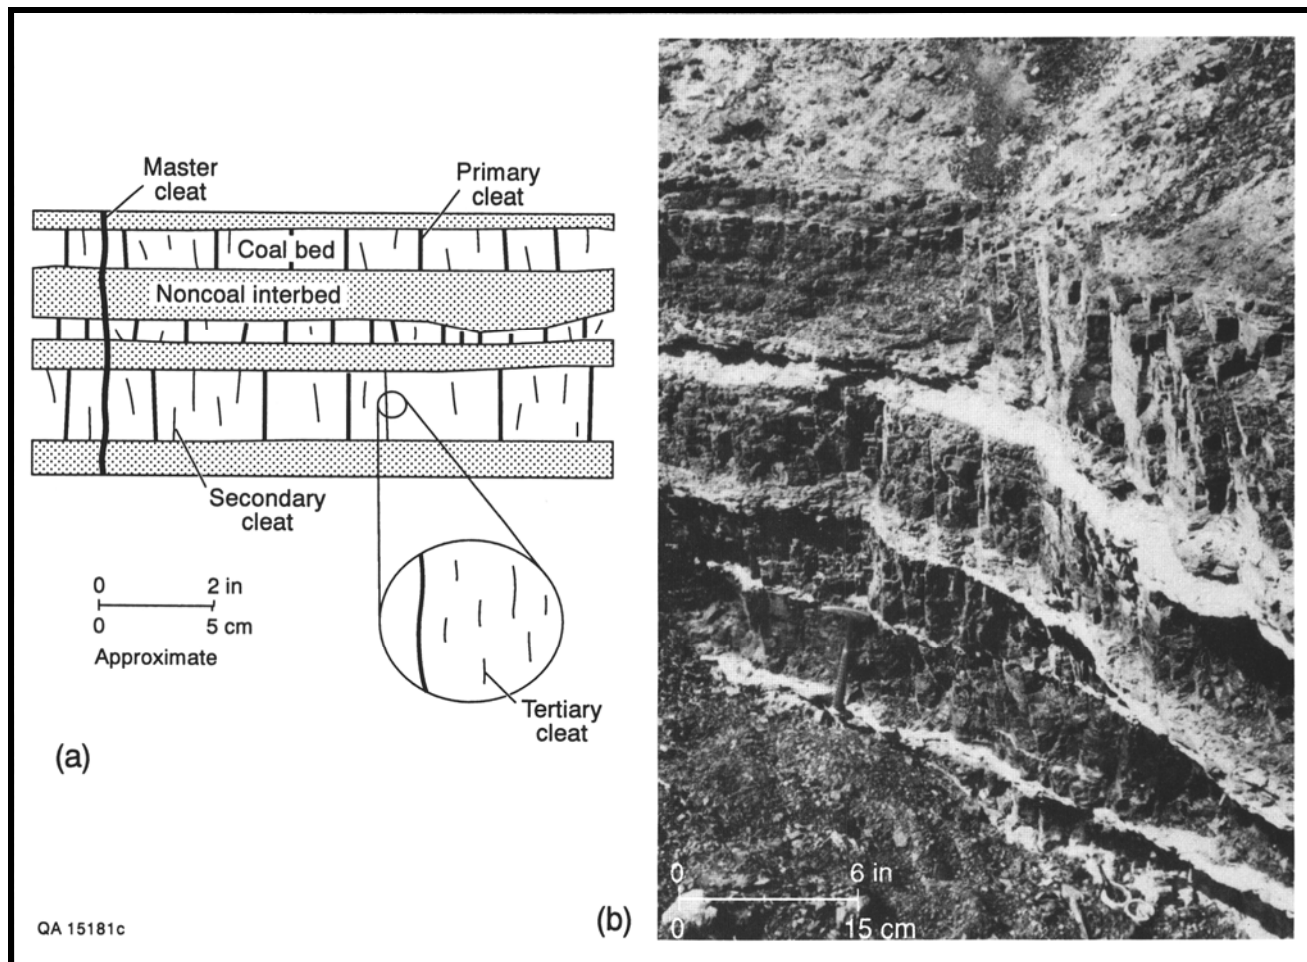 Master
cleat
Primary
cleat
Coal bed
Noncoal interbed
Secondary
cleat
0 2 in
0 5 cm
Approximate
Tertiary
cleat
(a)
QA 15181c
(b)
0 6 in
0 15 cm